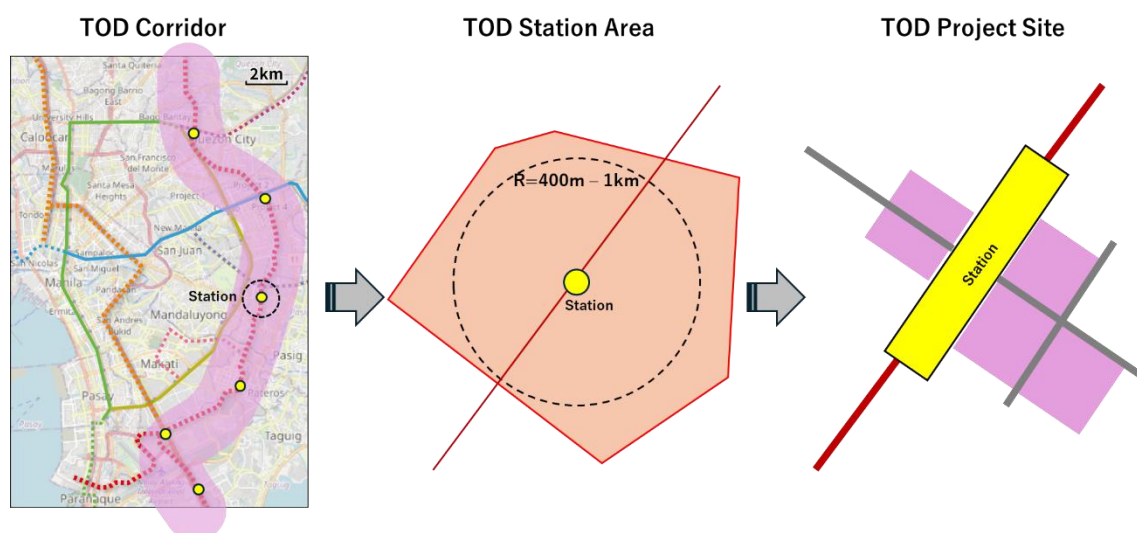 TOD Corridor
TOD Station Area
TOD Project Site
2km
Santa Quiteria
Bagong Barrio
East
University Hills
Bago Bantay
Caloocan
Quezon City
San Francisco
del Monte
Santa Mesa
Heights
Project 4
Tondo
New Manila
Sampaloc
San Juan
San Nicolas
San Miguel
Manila
Pandacan
Station
Ermita
San Andres
Bukid
Mandaluyong
Pasig
Makati
Pasay
Pateros
Pasay
Taguig
Parañaque
R=400m – 1km
Station
Station